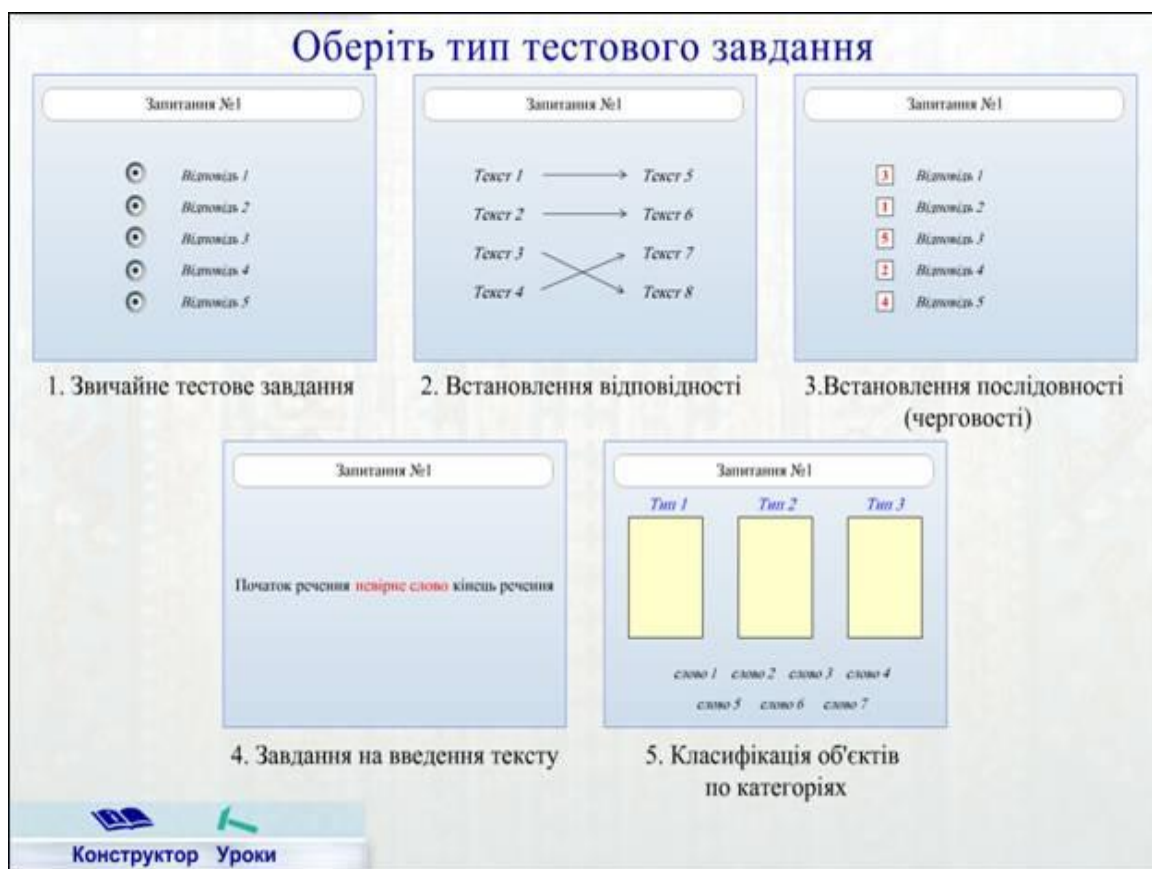 Оберіть тип тестового завдання
Запитання №1
Відповідь 1
Відповідь 2
Відповідь 3
Відповідь 4
Відповідь 5
1. Звичайне тестове завдання
Запитання №1
Текст 1 Текст 5
Текст 2 Текст 6
Текст 3 Текст 7
Текст 4 Текст 8
2. Встановлення відповідності
Запитання №1
3 Відповідь 1
1 Відповідь 2
5 Відповідь 3
2 Відповідь 4
4 Відповідь 5
3.Встановлення послідовності
(черговості)
Запитання №1
Початок речення невірне слово кінець речення
4. Завдання на введення тексту
Запитання №1
Тип 1 Тип 2 Тип 3
слово 1 слово 2 слово 3 слово 4
слово 5 слово 6 слово 7
5. Класифікація об'єктів
по категоріях
Конструктор Уроки